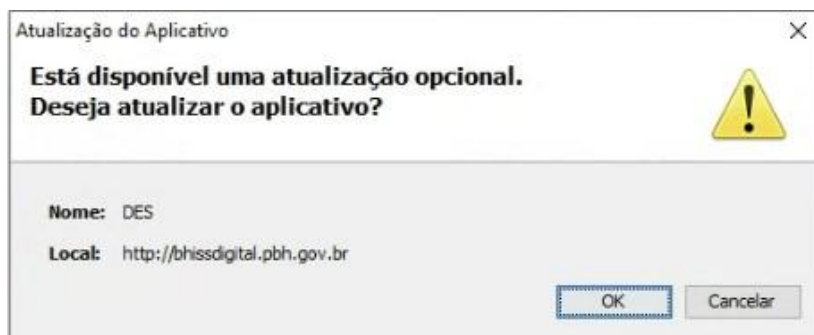 Atualização do Aplicativo
Está disponível uma atualização opcional.
Deseja atualizar o aplicativo?
Nome: DES
Local: http://bhissdigital.pbh.gov.br
OK Cancelar